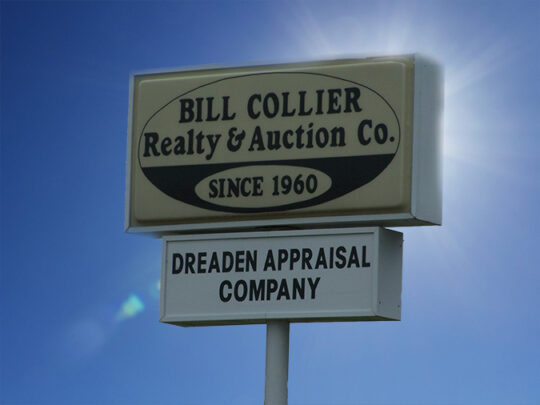 BILL COLLIER
Realty & Auction Co.
SINCE 1960
DREADEN APPRAISAL
COMPANY